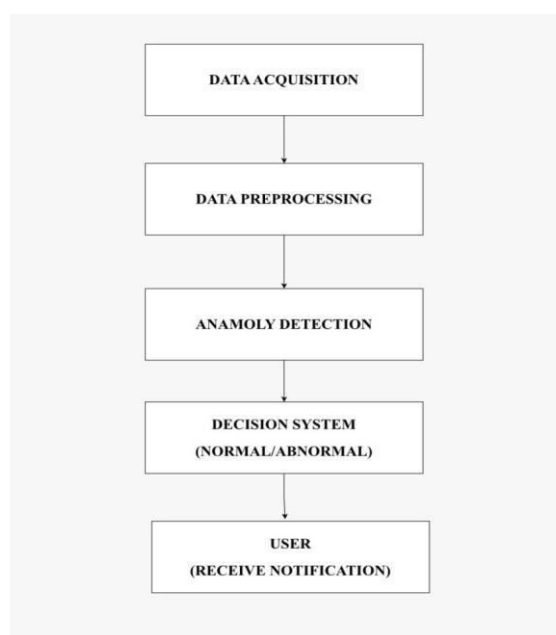 DATA ACQUISITION
DATA PREPROCESSING
ANAMOLY DETECTION
DECISION SYSTEM
(NORMAL/ABNORMAL)
USER
(RECEIVE NOTIFICATION)